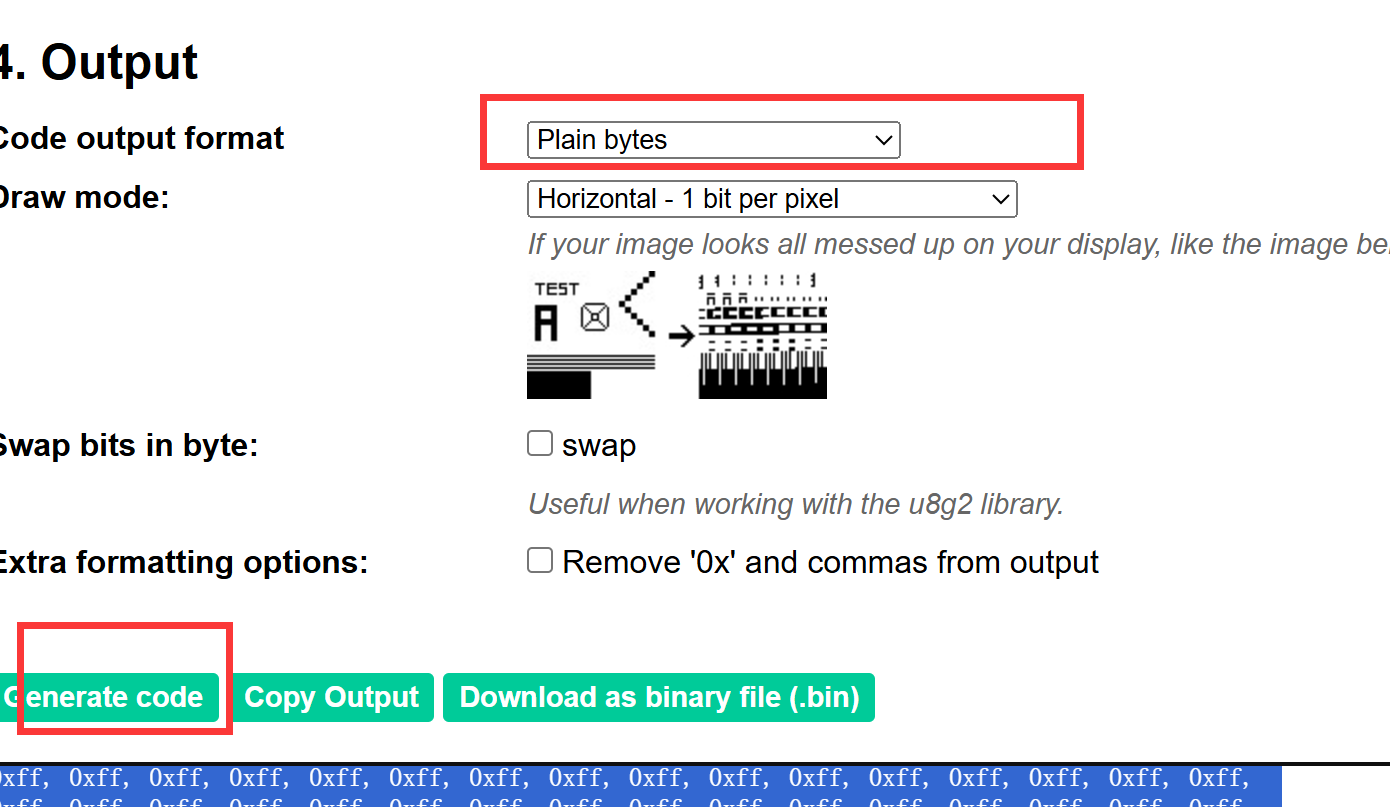 4. Output
Code output format
Plain bytes
Draw mode:
Horizontal - 1 bit per pixel
If your image looks all messed up on your display, like the image
TEST
A
Swap bits in byte:
swap
Useful when working with the u8g2 library.
Extra formatting options:
Remove '0x' and commas from output
Generate code
Copy Output
Download as binary file (.bin)
0xff, 0xff, 0xff, 0xff, 0xff, 0xff, 0xff, 0xff, 0xff, 0xff, 0xff, 0xff, 0xff, 0xff, 0xff, 0xff,